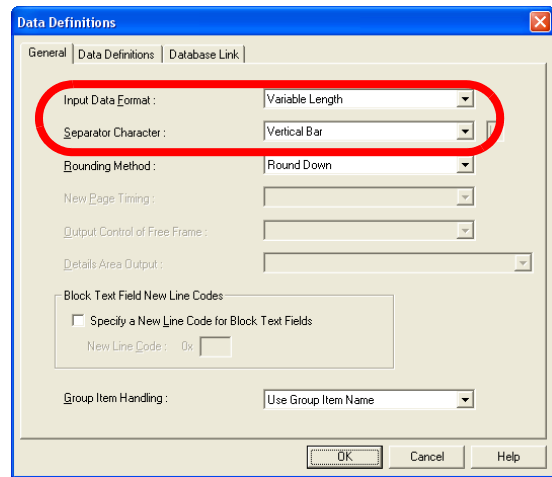 Data Definitions
General Data Definitions Database Link
Input Data Format : Variable Length
Separator Character : Vertical Bar
Rounding Method : Round Down
New Page Timing :
Output Control of Free Frame :
Details Area Output :
Block Text Field New Line Codes
Specify a New Line Code for Block Text Fields
New Line Code : 0x
Group Item Handling : Use Group Item Name
OK Cancel Help